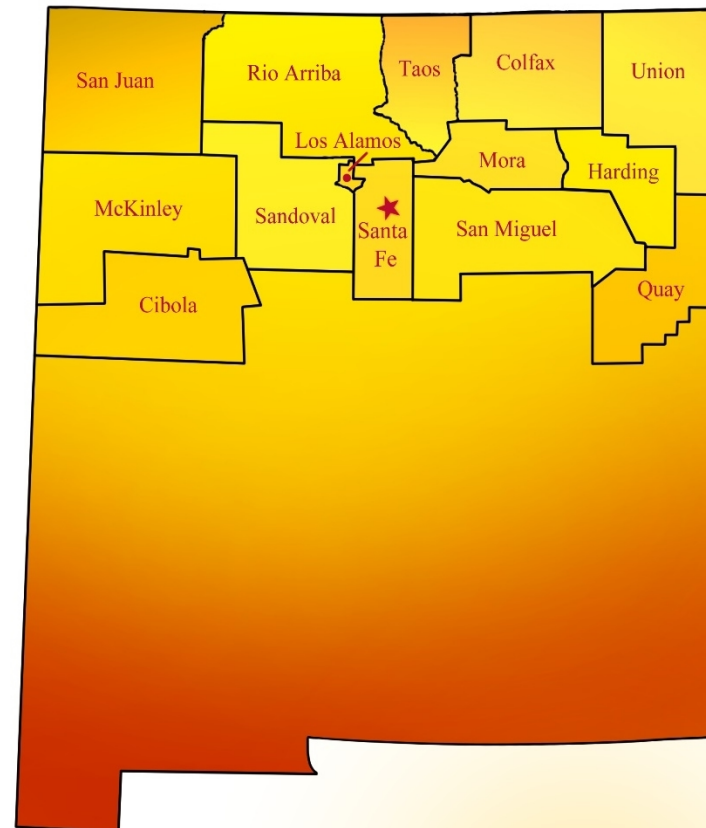 San Juan
Rio Arriba
Taos
Colfax
Union
Los Alamos
Mora
Harding
McKinley
Sandoval
Santa
Fe
San Miguel
Cibola
Quay